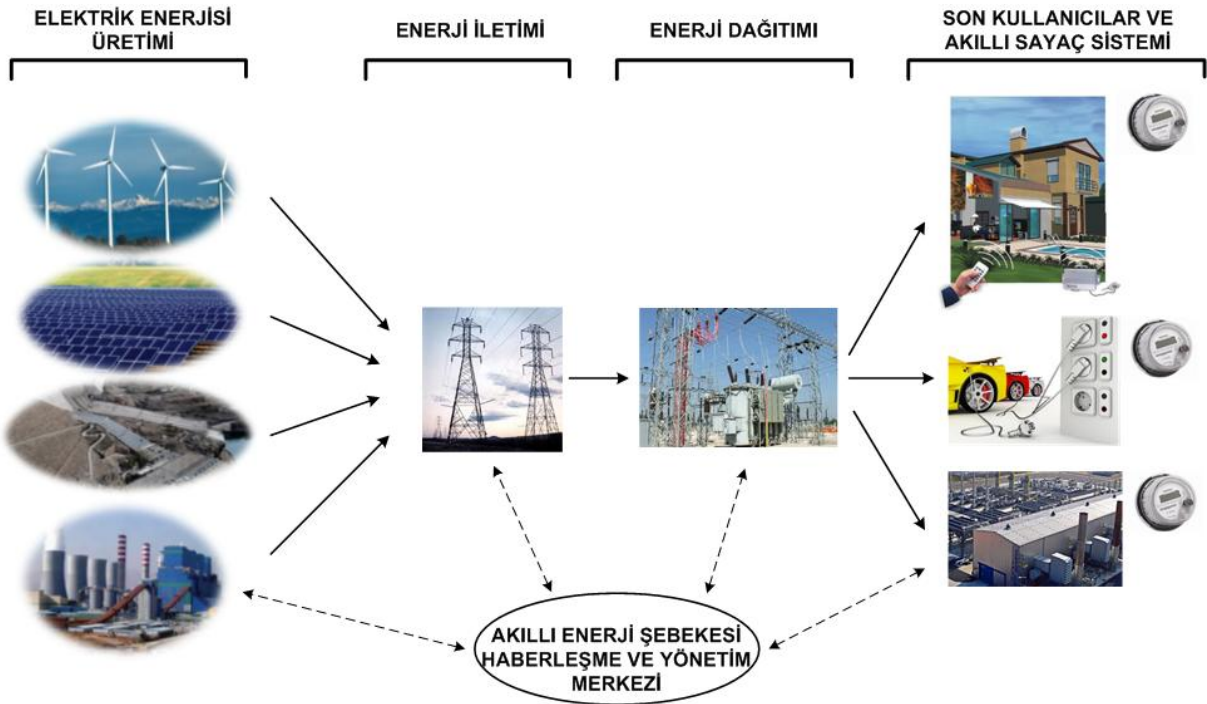 ELEKTRİK ENERJİSİ
ÜRETİMİ
ENERJİ İLETİMİ
ENERJİ DAĞITIMI
SON KULLANICILAR VE
AKILLI SAYAÇ SİSTEMİ
AKILLI ENERJİ ŞEBEKESİ
HABERLEŞME VE YÖNETİM
MERKEZİ